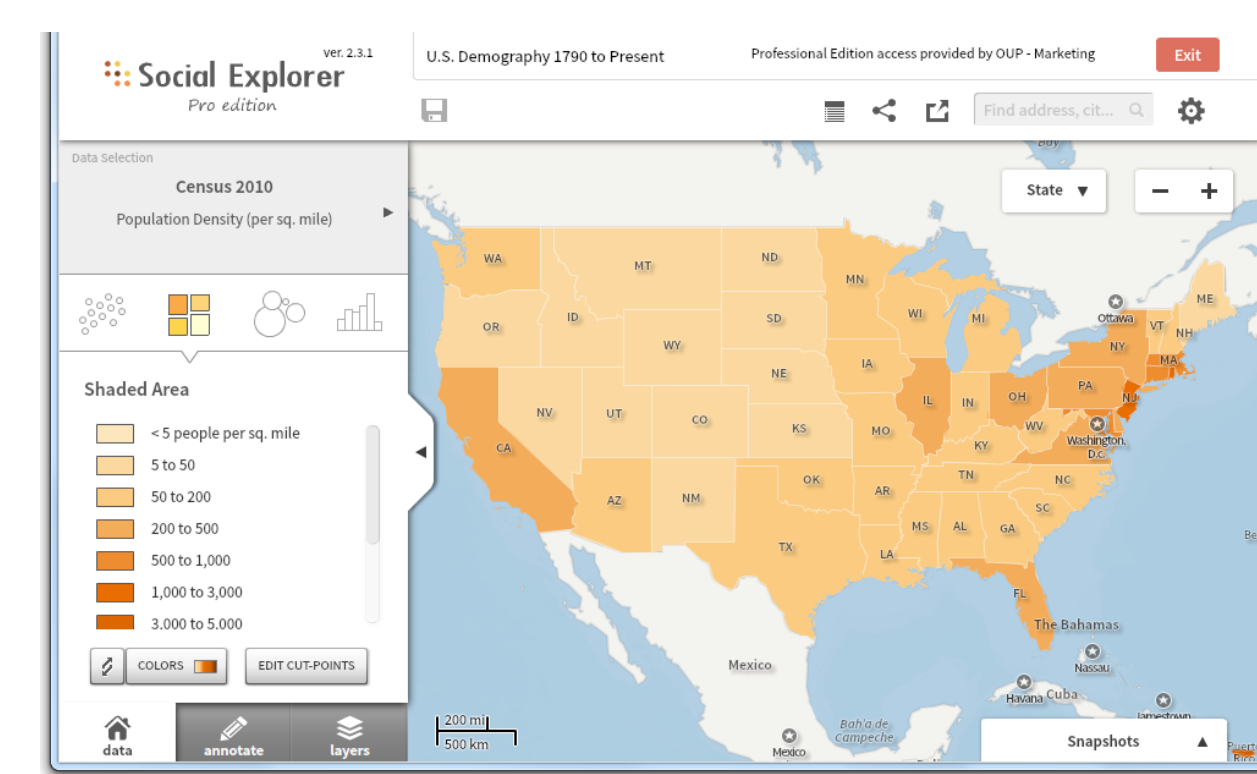 ver. 2.3.1
Social Explorer
Pro edition
U.S. Demography 1790 to Present
Professional Edition access provided by OUP - Marketing
Exit
Find address, cit...
Data Selection
Census 2010
Population Density (per sq. mile)
Shaded Area
< 5 people per sq. mile
5 to 50
50 to 200
200 to 500
500 to 1,000
1,000 to 3,000
3.000 to 5.000
COLORS
EDIT CUT-POINTS
data
annotate
layers
Bay
State
WA
MT
ND
MN
OR
ID
SD
WI
MI
Ottawa
VT
ME
NH
WY
NY
MA
NE
IA
PA
NJ
NV
UT
CO
IL
IN
OH
KS
MO
WV
Washington,
D.c.
CA
KY
AZ
NM
OK
AR
TN
NC
SC
MS
AL
GA
TX
LA
FL
Be
The Bahamas
Nassau
Mexico
Havana
Cuba
Jamestown
200 mi
500 km
Bah'a de
Campeche
Mexico
Snapshots
Puerto
Rico